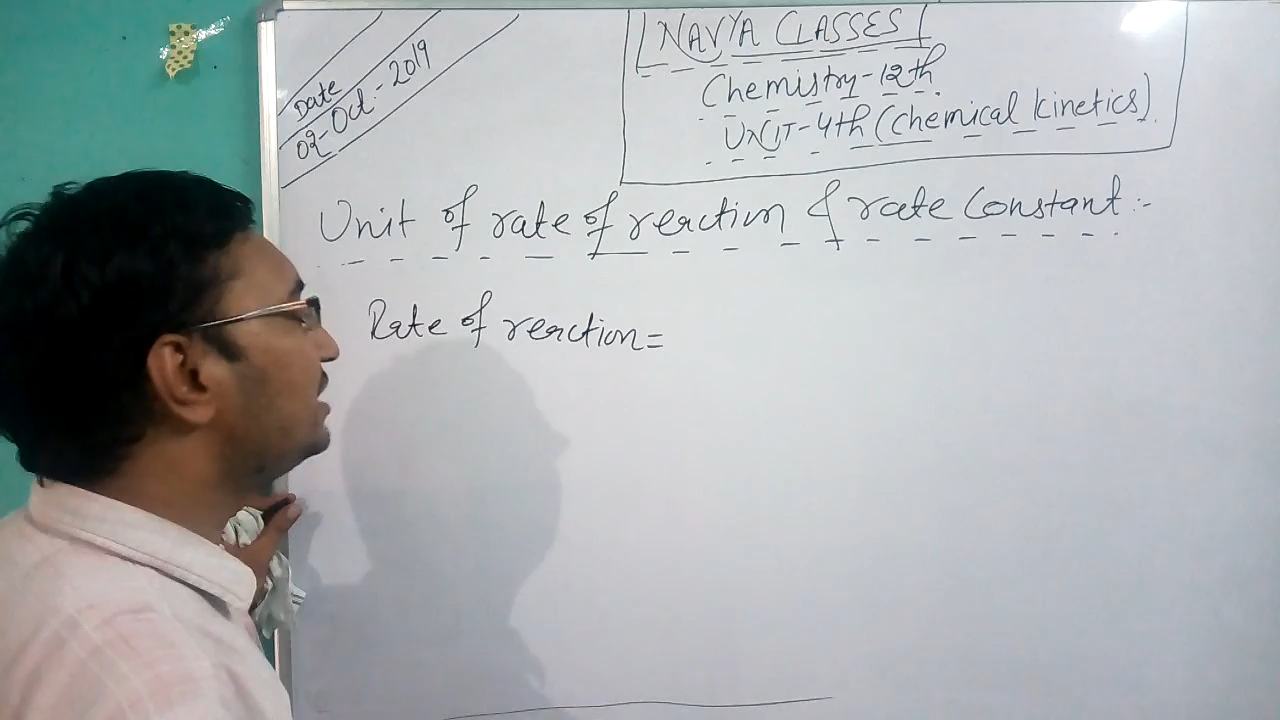 Date
02-Oct.-2019
NAVYA CLASSES
Chemistry-12th.
UNIT-4th (Chemical kinetics)
Unit of rate of reaction & rate Constant :-
Rate of reaction =